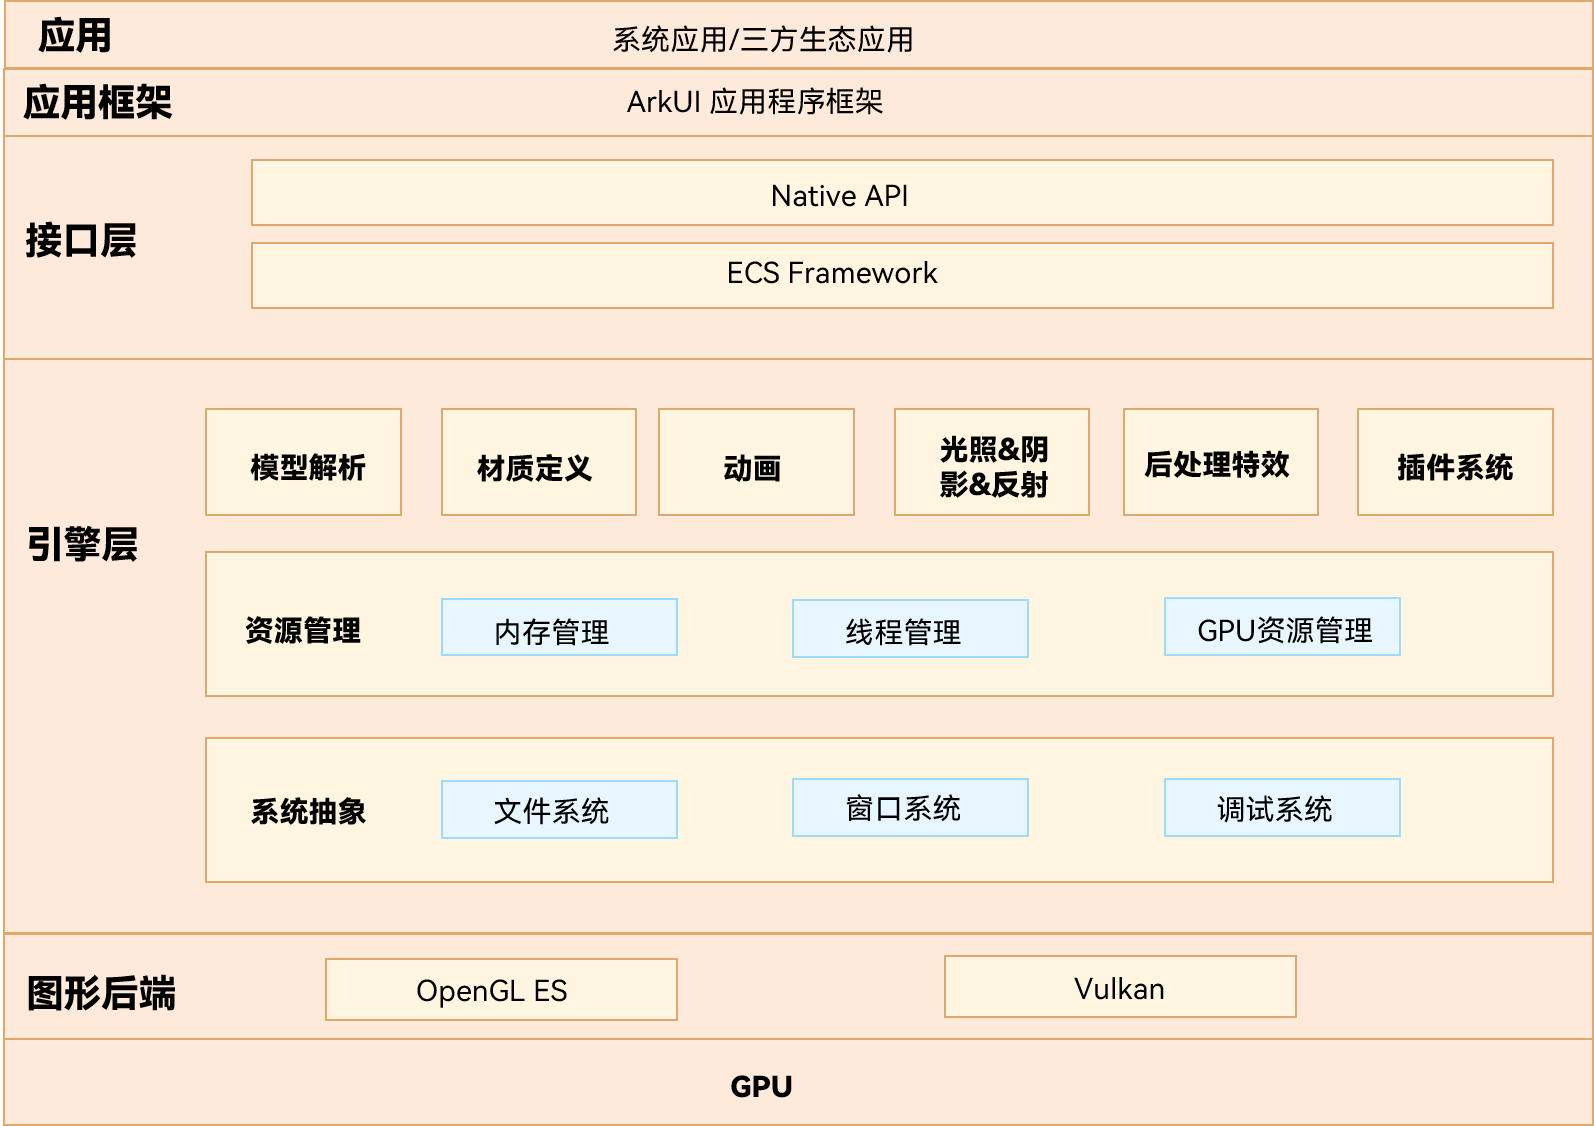 应用
系统应用/三方生态应用
应用框架
ArkUI 应用程序框架
接口层
Native API
ECS Framework
引擎层
模型解析
材质定义
动画
光照&阴
影&反射
后处理特效
插件系统
资源管理
内存管理
线程管理
GPU资源管理
系统抽象
文件系统
窗口系统
调试系统
图形后端
OpenGL ES
Vulkan
GPU